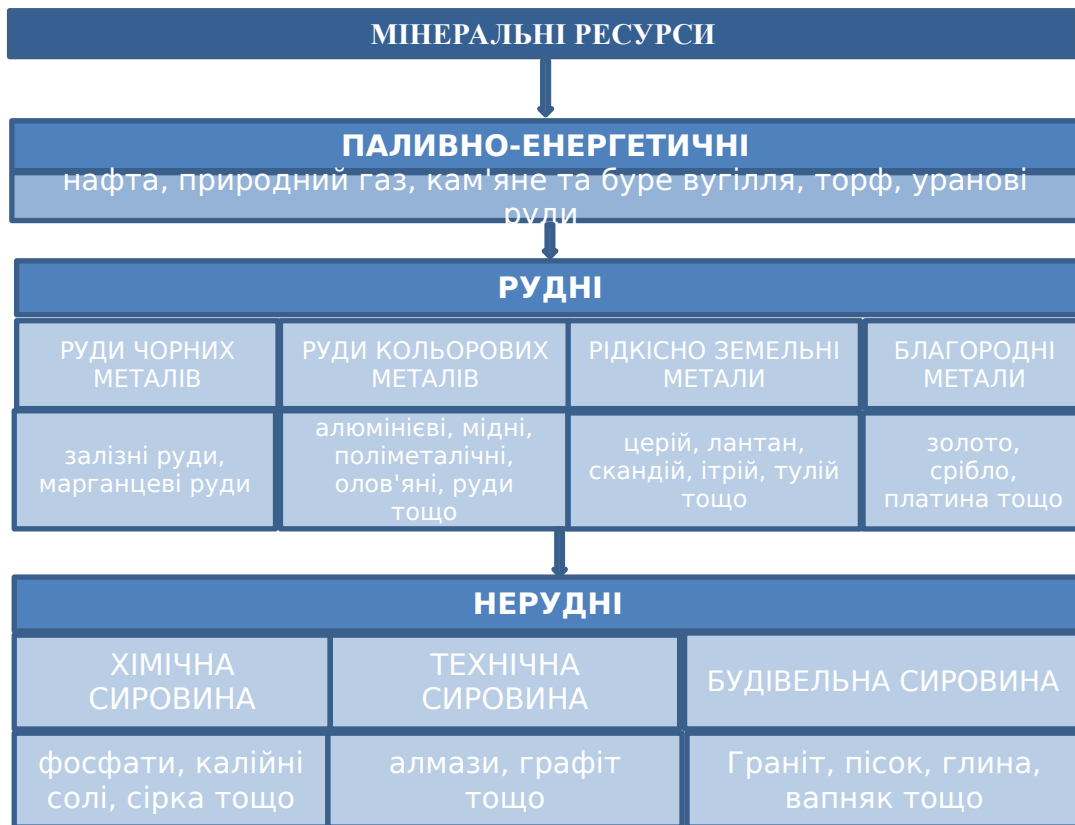 МІНЕРАЛЬНІ РЕСУРСИ
ПАЛИВНО-ЕНЕРГЕТИЧНІ
нафта, природний газ, кам'яне та буре вугілля, торф, уранові
руди
РУДНІ
РУДИ ЧОРНИХ
МЕТАЛІВ
РУДИ КОЛЬОРОВИХ
МЕТАЛІВ
РІДКІСНО ЗЕМЕЛЬНІ
МЕТАЛИ
БЛАГОРОДНІ
МЕТАЛИ
залізні руди,
марганцеві руди
алюмінієві, мідні,
поліметалічні,
олов'яні, руди
тощо
церій, лантан,
скандій, ітрій, тулій
тощо
золото,
срібло,
платина тощо
НЕРУДНІ
ХІМІЧНА
СИРОВИНА
ТЕХНІЧНА
СИРОВИНА
БУДІВЕЛЬНА СИРОВИНА
фосфати, калійні
солі, сірка тощо
алмази, графіт
тощо
Граніт, пісок, глина,
вапняк тощо